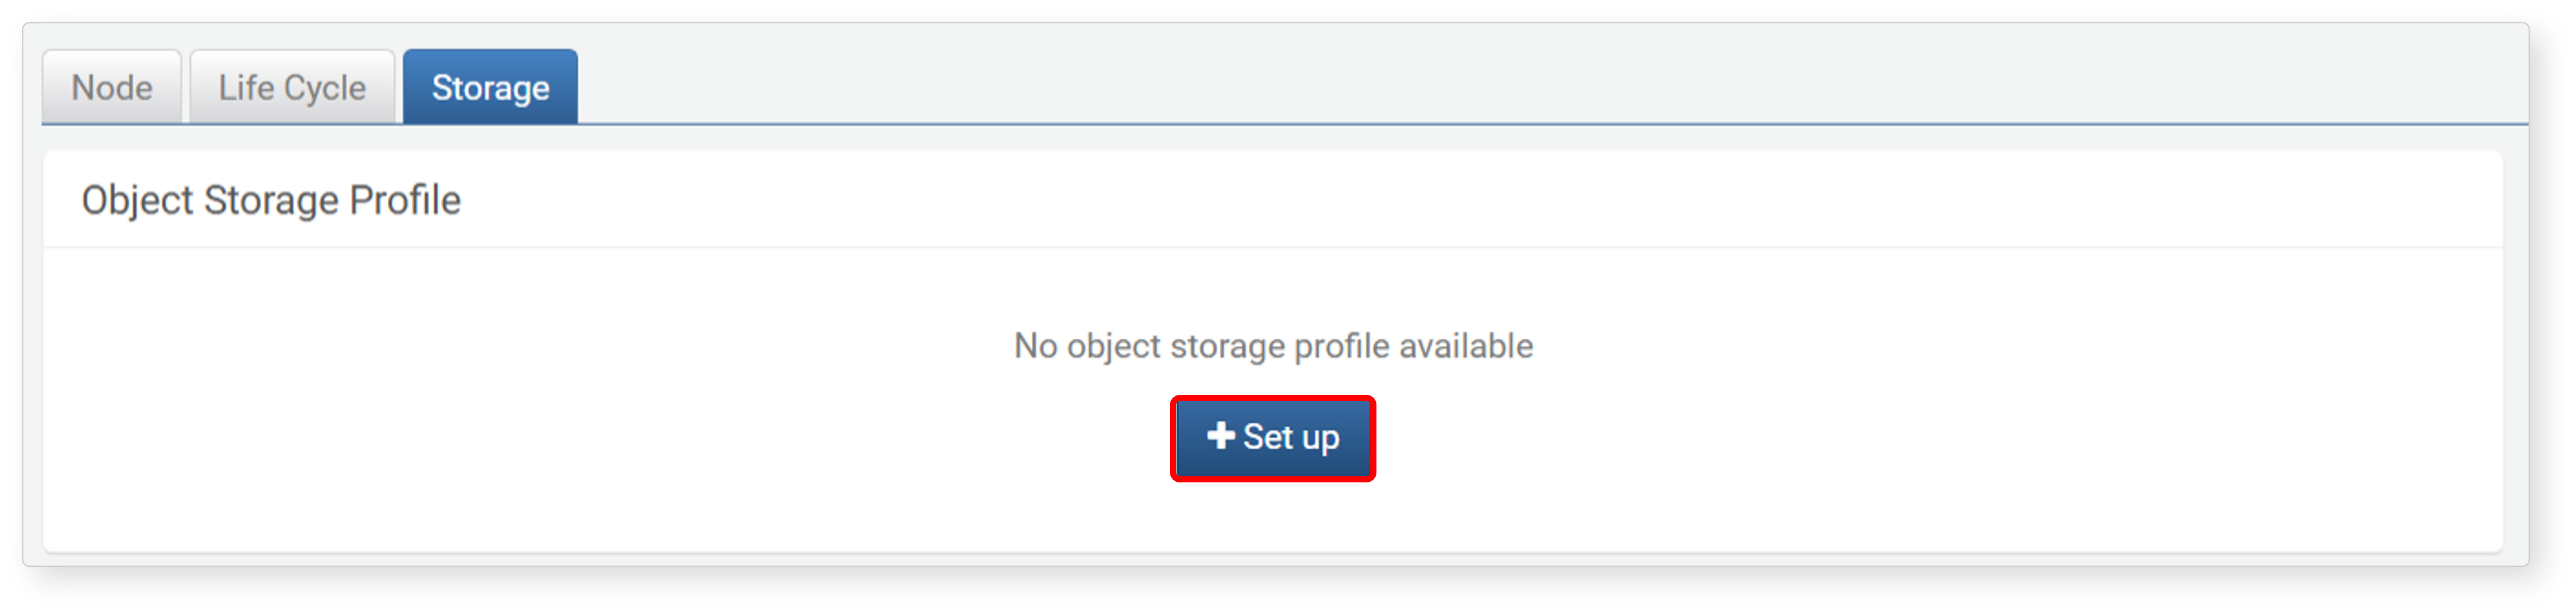 Node Life Cycle Storage
Object Storage Profile
No object storage profile available
Set up